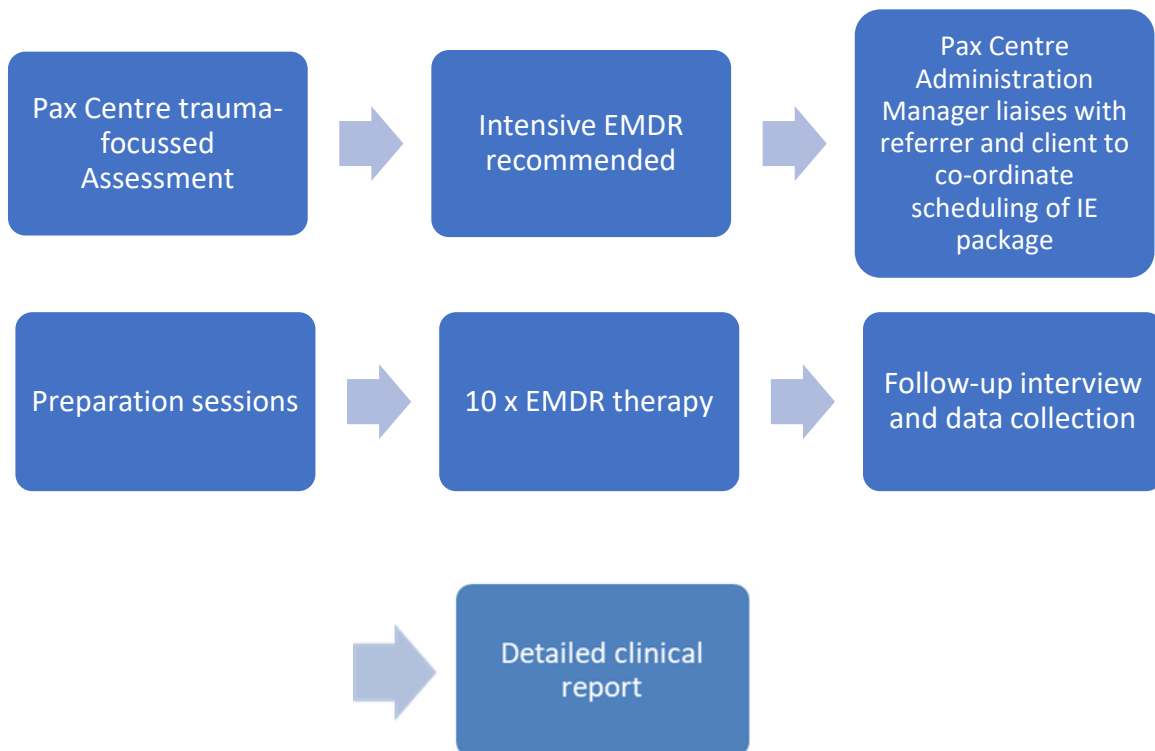 Pax Centre trauma-
focussed
Assessment
Intensive EMDR
recommended
Pax Centre
Administration
Manager liaises with
referrer and client to
co-ordinate
scheduling of IE
package
Preparation sessions
10 x EMDR therapy
Follow-up interview
and data collection
Detailed clinical
report